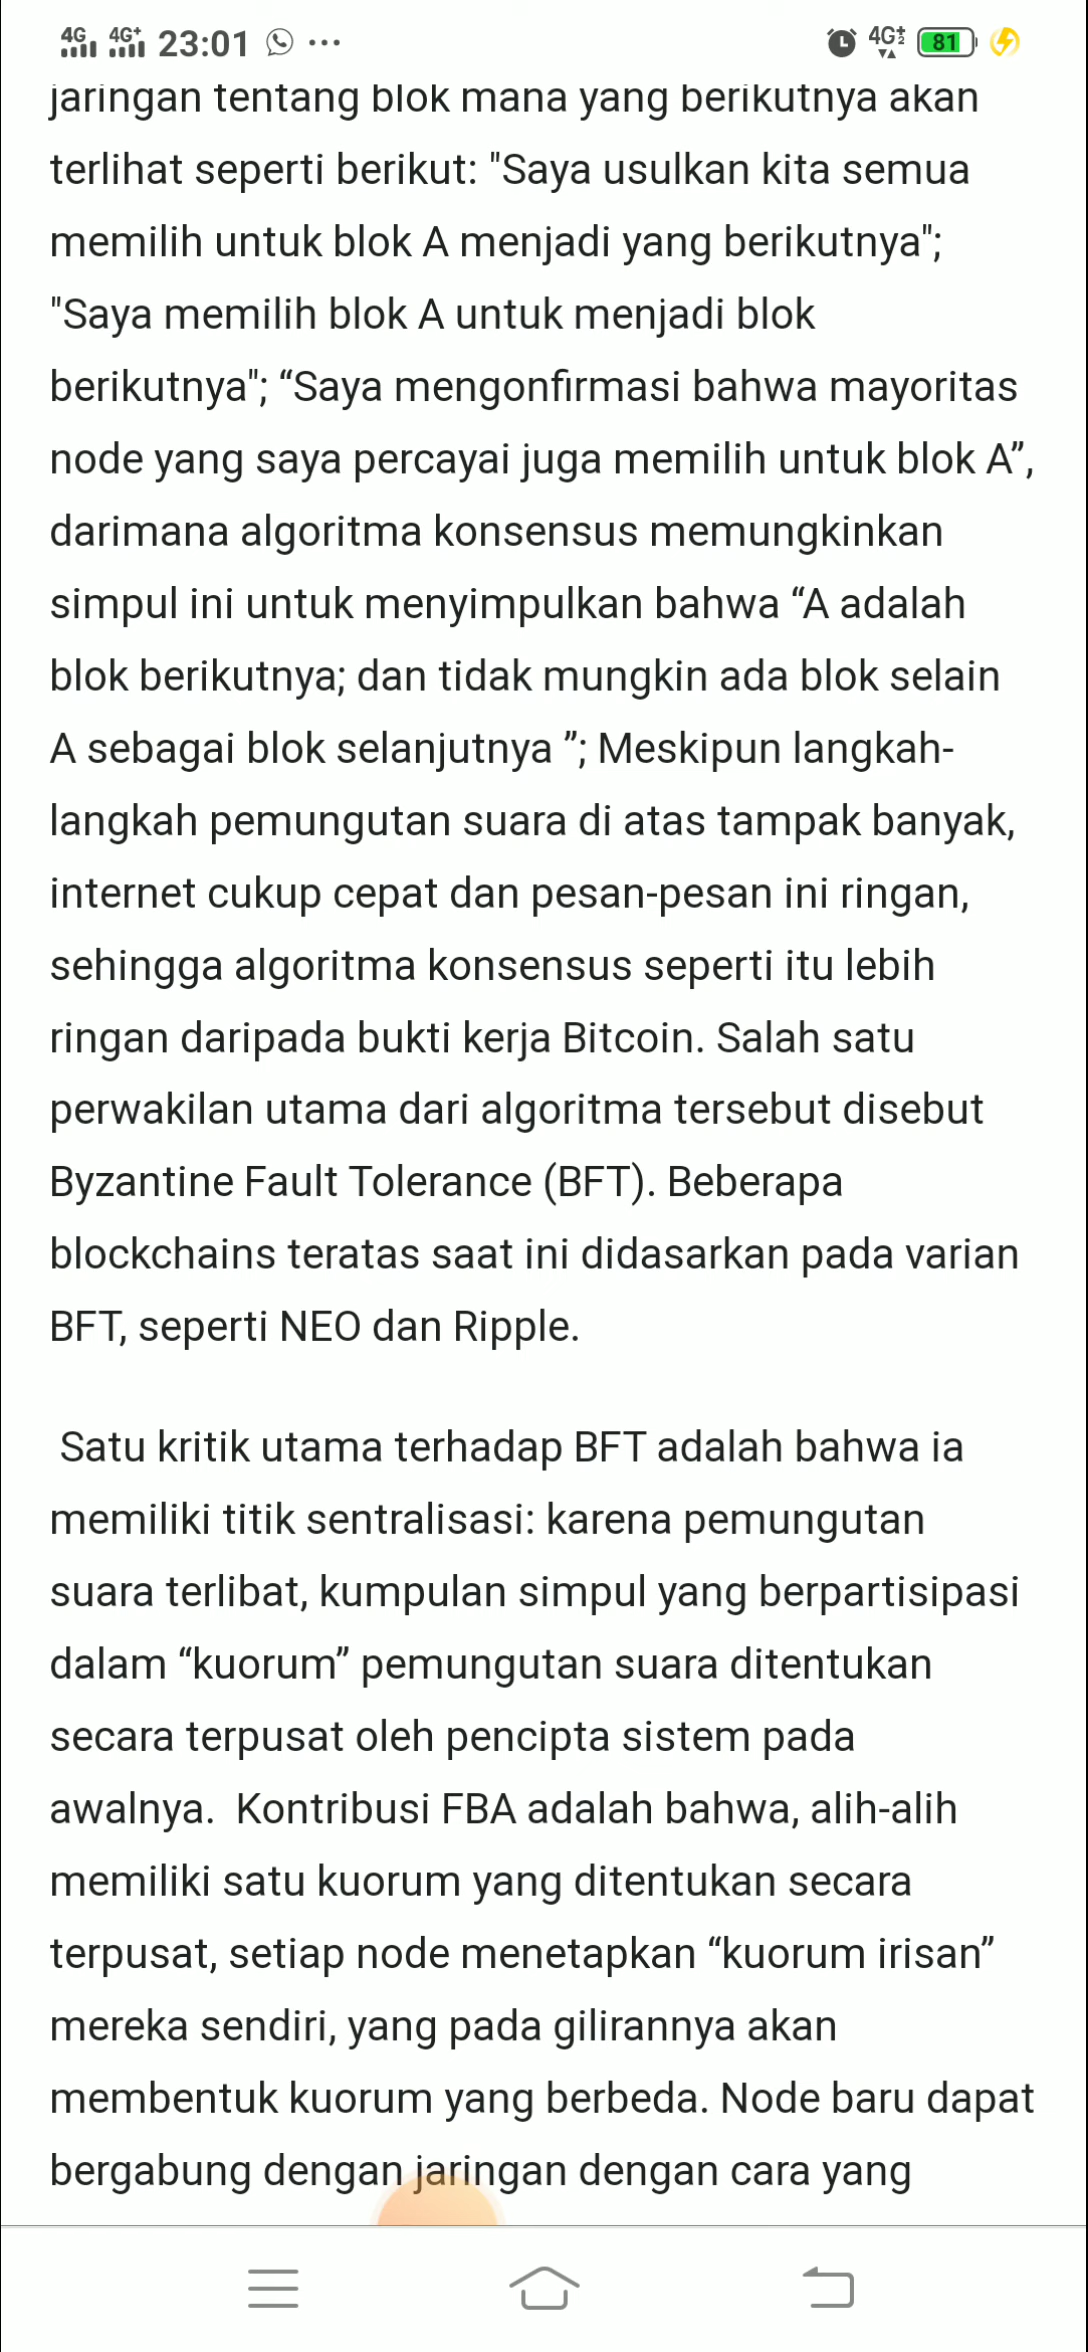 4G 4G+ 23:01 ... 4G+2 81
jaringan tentang blok mana yang berikutnya akan
terlihat seperti berikut: "Saya usulkan kita semua
memilih untuk blok A menjadi yang berikutnya";
"Saya memilih blok A untuk menjadi blok
berikutnya"; “Saya mengonfirmasi bahwa mayoritas
node yang saya percayai juga memilih untuk blok A”,
darimana algoritma konsensus memungkinkan
simpul ini untuk menyimpulkan bahwa “A adalah
blok berikutnya; dan tidak mungkin ada blok selain
A sebagai blok selanjutnya ”; Meskipun langkah-
langkah pemungutan suara di atas tampak banyak,
internet cukup cepat dan pesan-pesan ini ringan,
sehingga algoritma konsensus seperti itu lebih
ringan daripada bukti kerja Bitcoin. Salah satu
perwakilan utama dari algoritma tersebut disebut
Byzantine Fault Tolerance (BFT). Beberapa
blockchains teratas saat ini didasarkan pada varian
BFT, seperti NEO dan Ripple.
Satu kritik utama terhadap BFT adalah bahwa ia
memiliki titik sentralisasi: karena pemungutan
suara terlibat, kumpulan simpul yang berpartisipasi
dalam “kuorum” pemungutan suara ditentukan
secara terpusat oleh pencipta sistem pada
awalnya.  Kontribusi FBA adalah bahwa, alih-alih
memiliki satu kuorum yang ditentukan secara
terpusat, setiap node menetapkan “kuorum irisan”
mereka sendiri, yang pada gilirannya akan
membentuk kuorum yang berbeda. Node baru dapat
bergabung dengan jaringan dengan cara yang